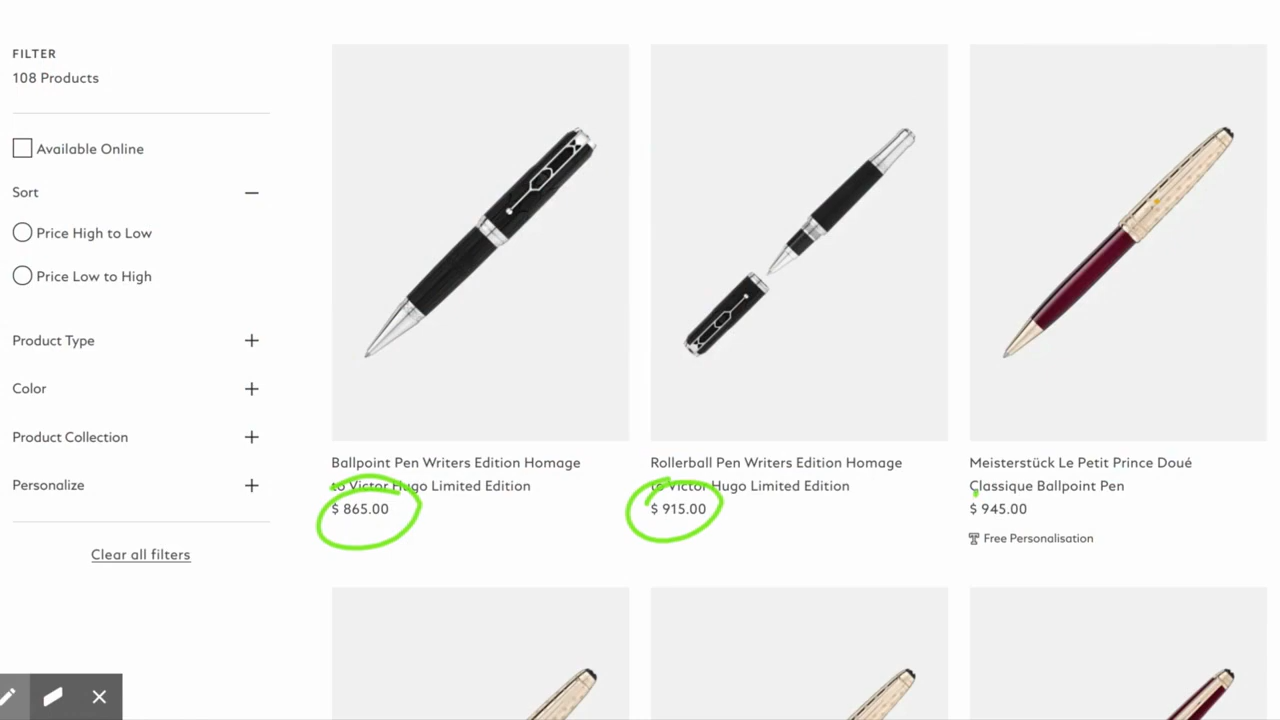 FILTER
108 Products
Available Online
Sort
Price High to Low
Price Low to High
Product Type
Color
Product Collection
Personalize
Clear all filters
Ballpoint Pen Writers Edition Homage
to Victor Hugo Limited Edition
$ 865.00
Rollerball Pen Writers Edition Homage
to Victor Hugo Limited Edition
$ 915.00
Meisterstück Le Petit Prince Doué
Classique Ballpoint Pen
$ 945.00
Free Personalisation